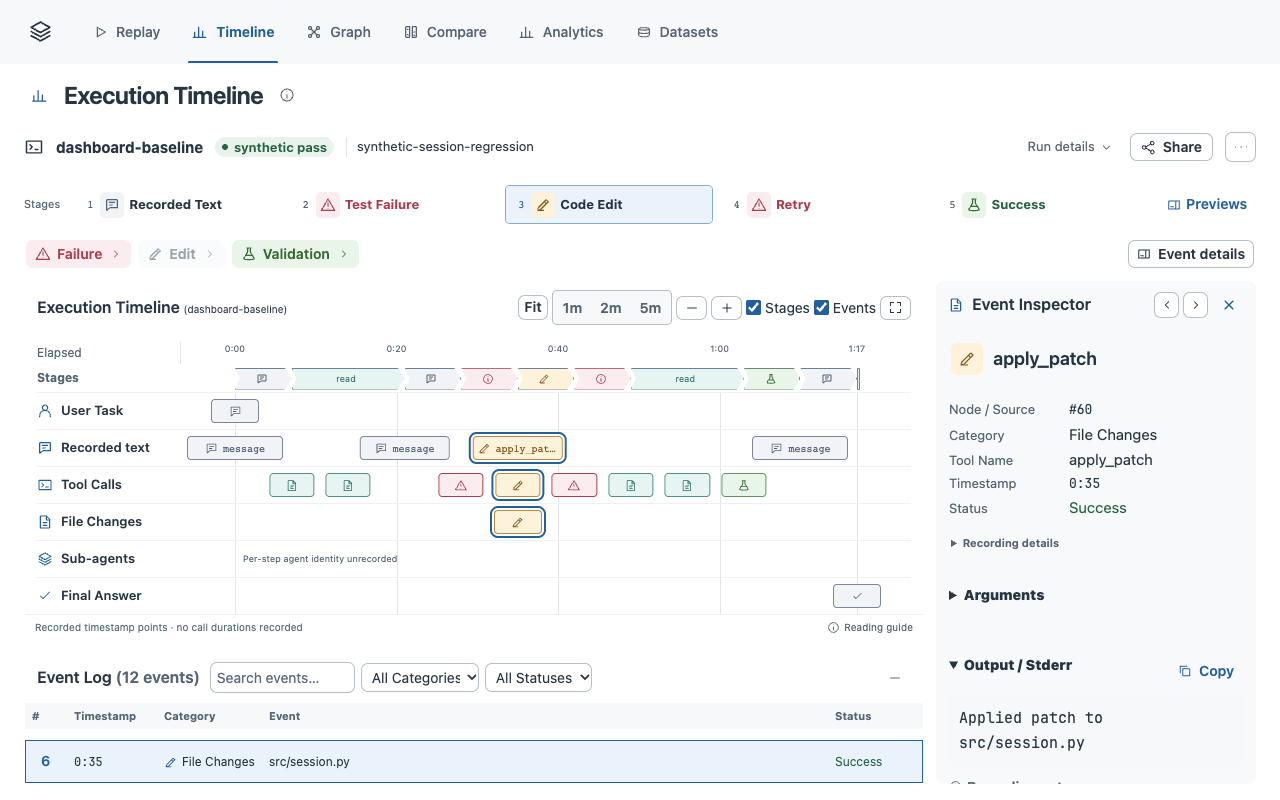 Replay Timeline Graph Compare Analytics Datasets
Execution Timeline
dashboard-baseline synthetic pass synthetic-session-regression Run details Share
Stages 1 Recorded Text 2 Test Failure 3 Code Edit 4 Retry 5 Success Previews
Failure Edit Validation Event details
Execution Timeline (dashboard-baseline) Fit 1m 2m 5m Stages Events
Elapsed 0:00 0:20 0:40 1:00 1:17
Stages read read
User Task
Recorded text message message apply_pat… message
Tool Calls
File Changes
Sub-agents Per-step agent identity unrecorded
Final Answer
Recorded timestamp points · no call durations recorded Reading guide
Event Log (12 events) Search events... All Categories All Statuses
# Timestamp Category Event Status
6 0:35 File Changes src/session.py Success
Event Inspector
apply_patch
Node / Source #60
Category File Changes
Tool Name apply_patch
Timestamp 0:35
Status Success
Recording details
Arguments
Output / Stderr Copy
Applied patch to
src/session.py